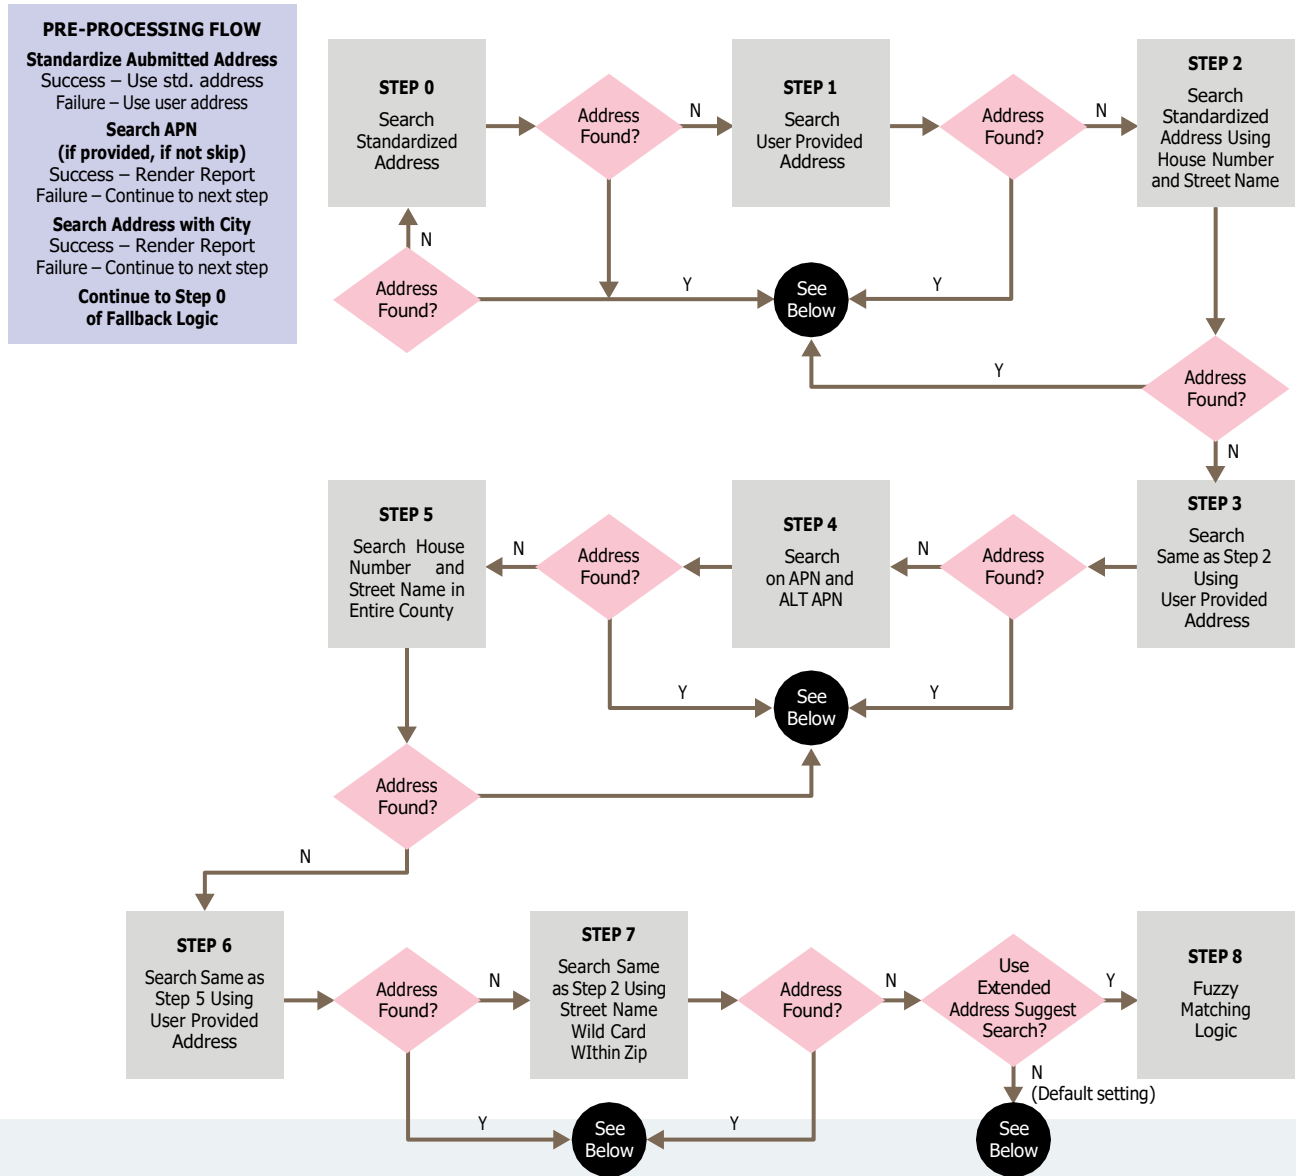 PRE-PROCESSING FLOW
Standardize Aubmitted Address
Success – Use std. address
Failure – Use user address
Search APN
(if provided, if not skip)
Success – Render Report
Failure – Continue to next step
Search Address with City
Success – Render Report
Failure – Continue to next step
Continue to Step 0
of Fallback Logic
STEP 0
Search
Standardized
Address
Address
Found?
N
STEP 1
Search
User Provided
Address
Address
Found?
N
STEP 2
Search
Standardized
Address Using
House Number
and Street Name
N
Address
Found?
Y
See
Below
Y
Y
Address
Found?
N
STEP 3
Search
Same as Step 2
Using
User Provided
Address
Address
Found?
N
STEP 4
Search
on APN and
ALT APN
Address
Found?
N
STEP 5
Search House
Number and
Street Name in
Entire County
Y
See
Below
Y
Address
Found?
N
STEP 6
Search Same as
Step 5 Using
User Provided
Address
Address
Found?
N
STEP 7
Search Same
as Step 2 Using
Street Name
Wild Card
WIthin Zip
Address
Found?
N
Use
Extended
Address Suggest
Search?
Y
STEP 8
Fuzzy
Matching
Logic
N
(Default setting)
Y
See
Below
Y
See
Below